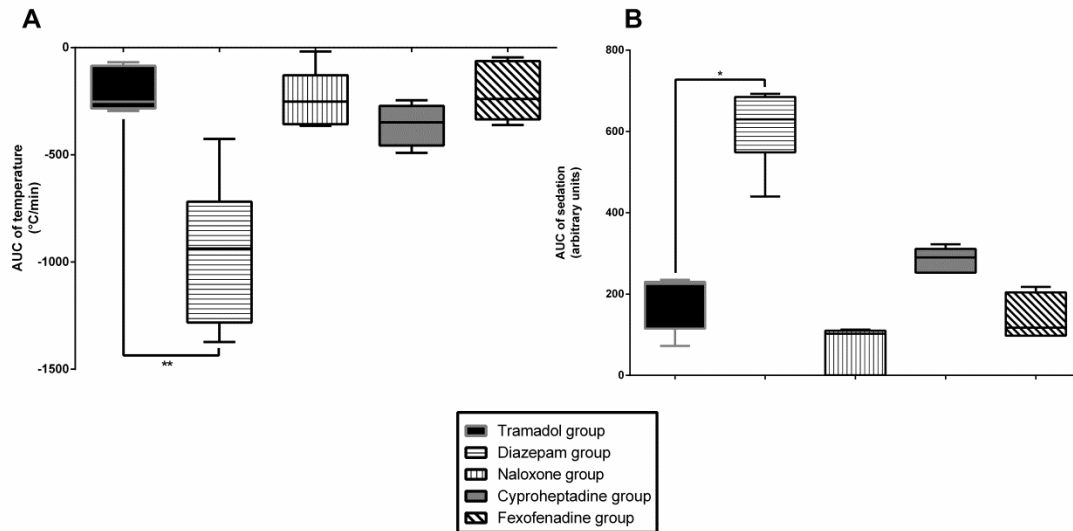 A
B
0
-500
-1000
-1500
AUC of temperature
(°C/min)
**
800
600
400
200
0
AUC of sedation
(arbitrary units)
*
Tramadol group
Diazepam group
Naloxone group
Cyproheptadine group
Fexofenadine group